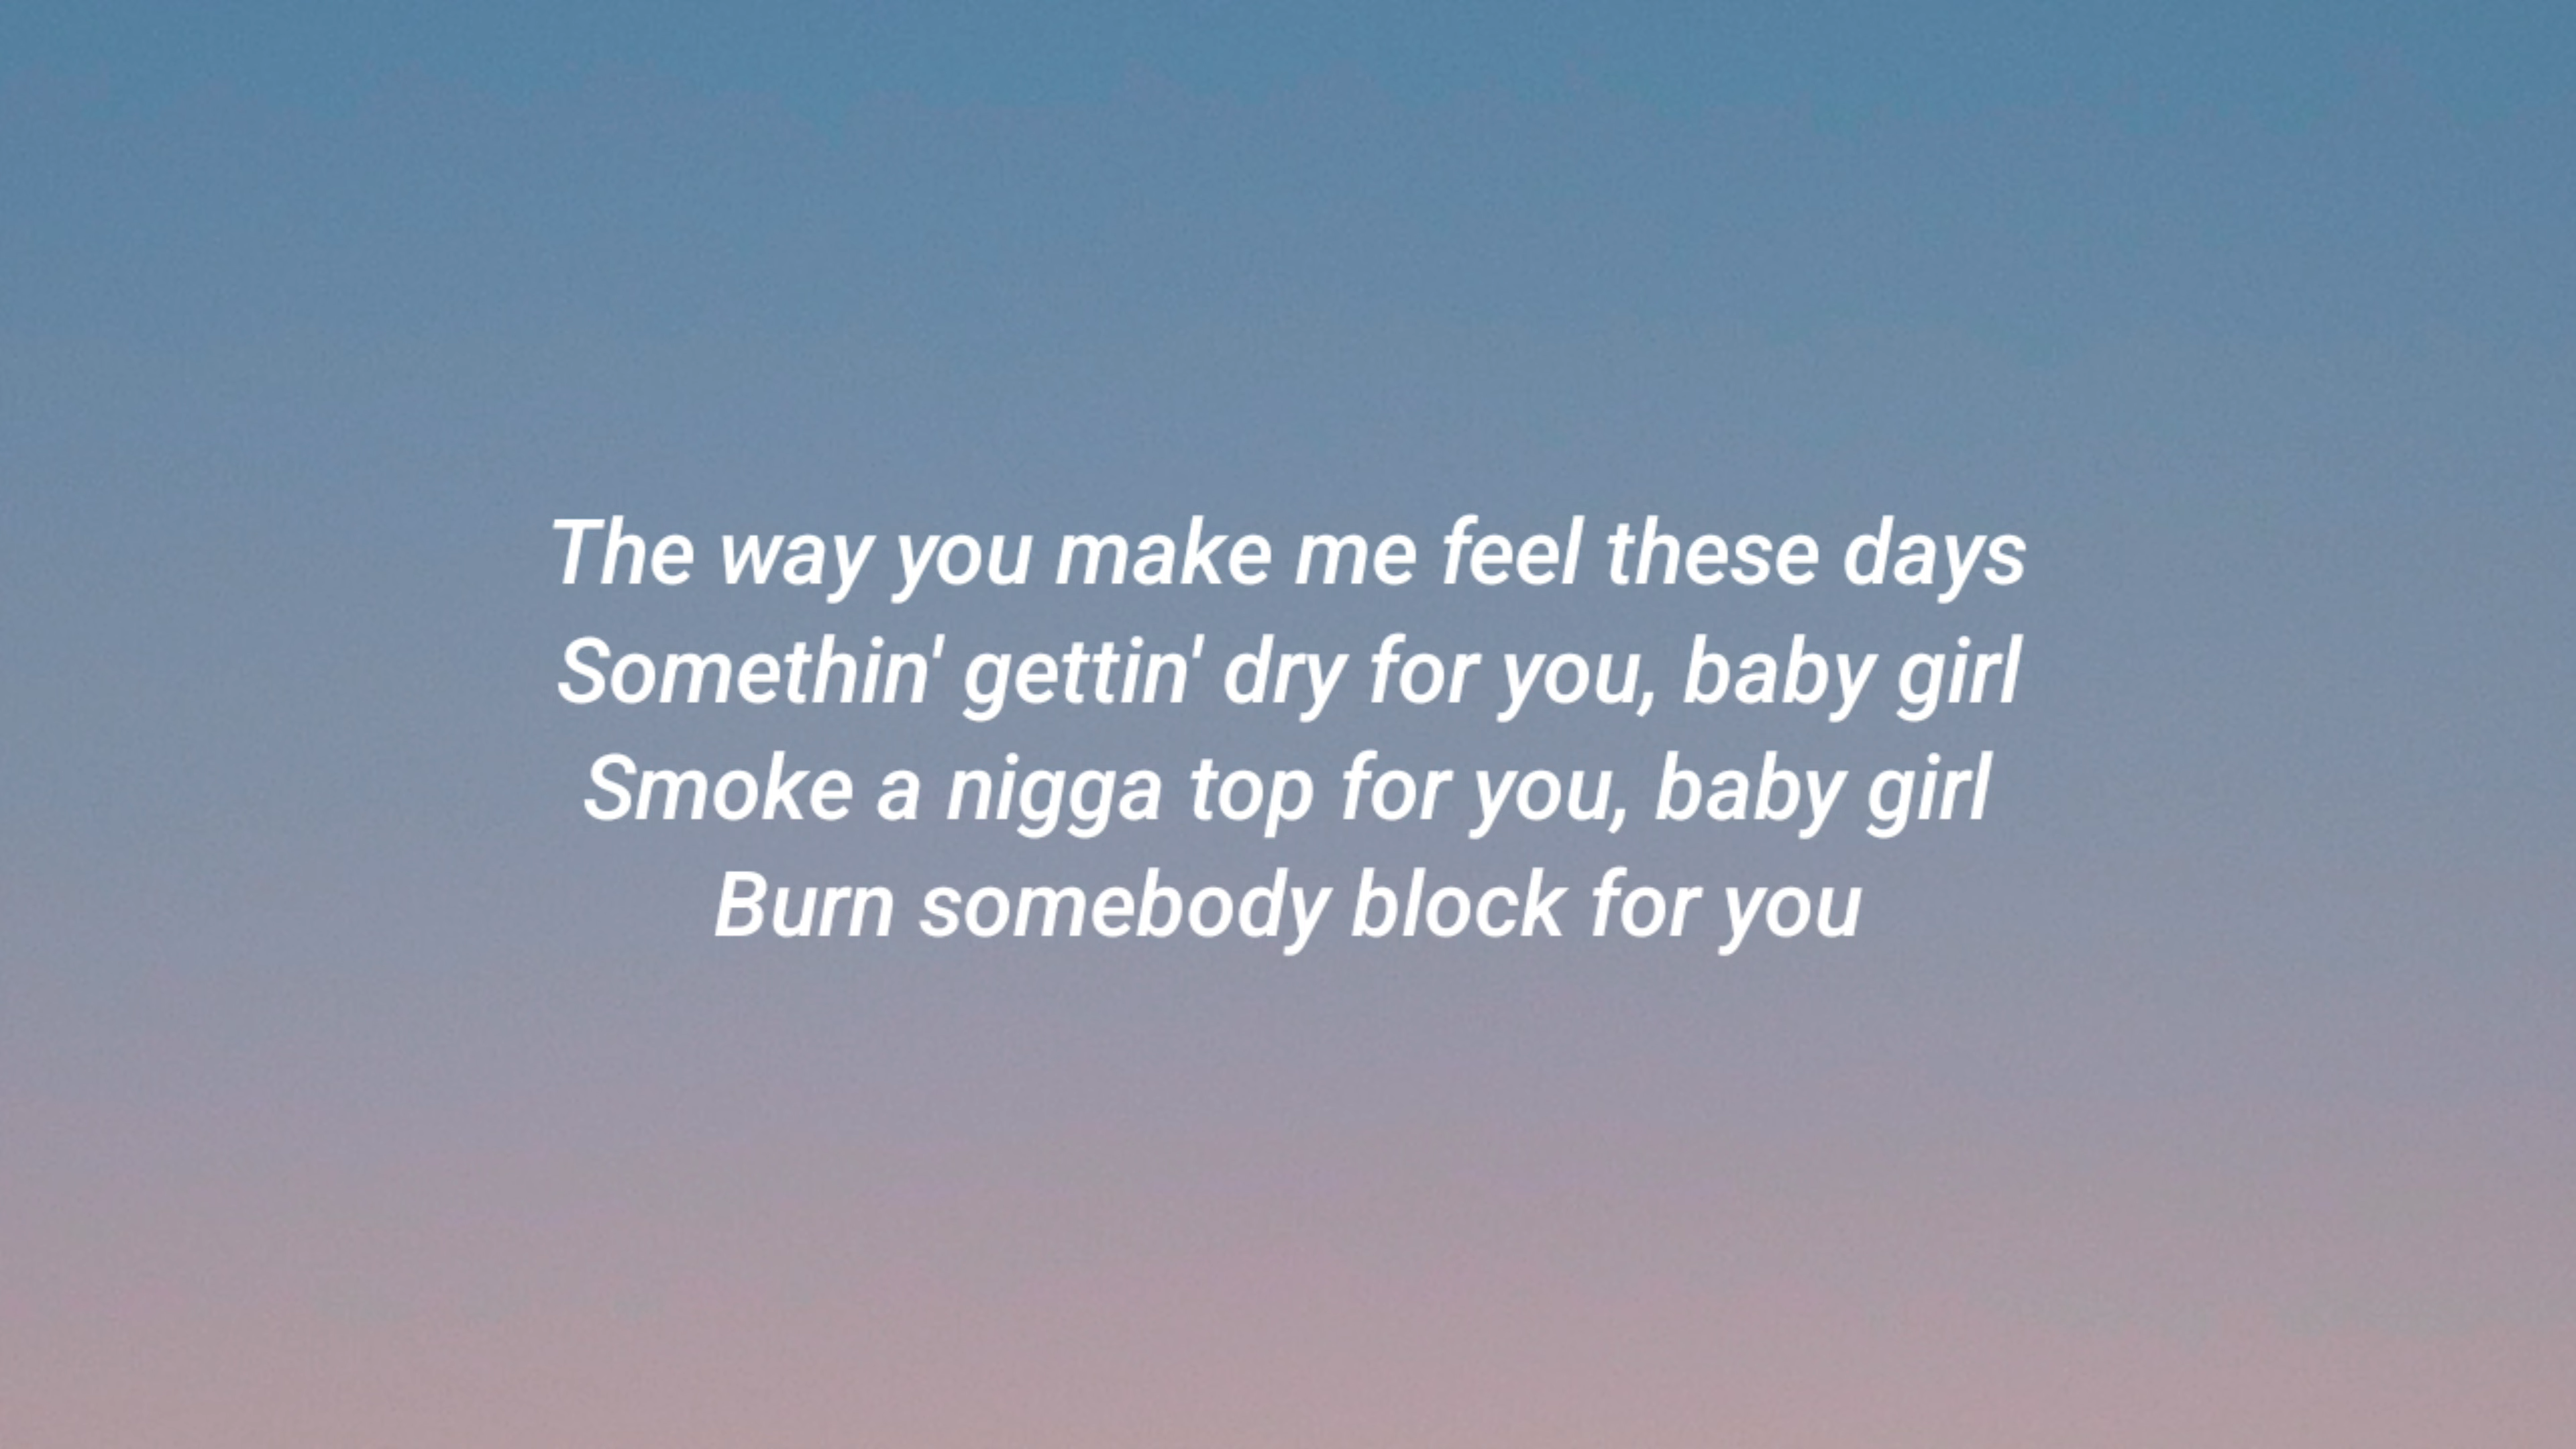 The way you make me feel these days
Somethin' gettin' dry for you, baby girl
Smoke a nigga top for you, baby girl
Burn somebody block for you